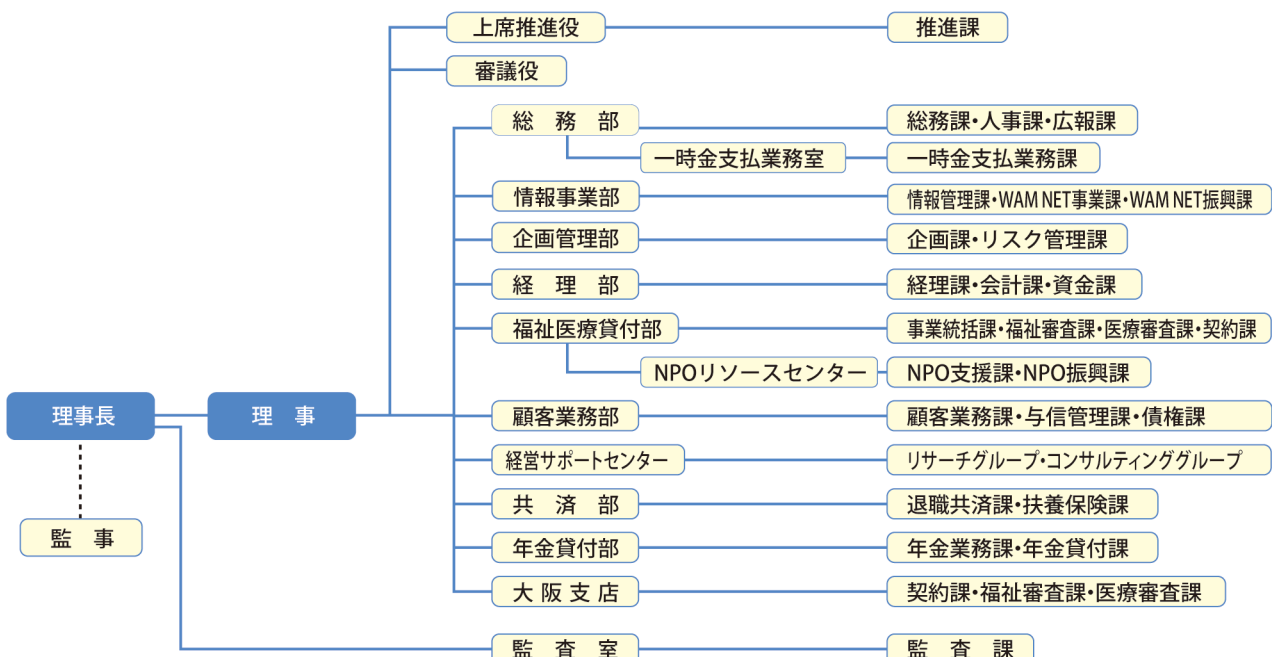 上席推進役
推進課
審議役
総務部
総務課・人事課・広報課
一時金支払業務室
一時金支払業務課
情報事業部
情報管理課・WAM NET事業課・WAM NET振興課
企画管理部
企画課・リスク管理課
経理部
経理課・会計課・資金課
福祉医療貸付部
事業統括課・福祉審査課・医療審査課・契約課
NPOリソースセンター
NPO支援課・NPO振興課
理事長
理事
顧客業務部
顧客業務課・与信管理課・債権課
経営サポートセンター
リサーチグループ・コンサルティンググループ
共済部
退職共済課・扶養保険課
監事
年金貸付部
年金業務課・年金貸付課
大阪支店
契約課・福祉審査課・医療審査課
監査室
監査課